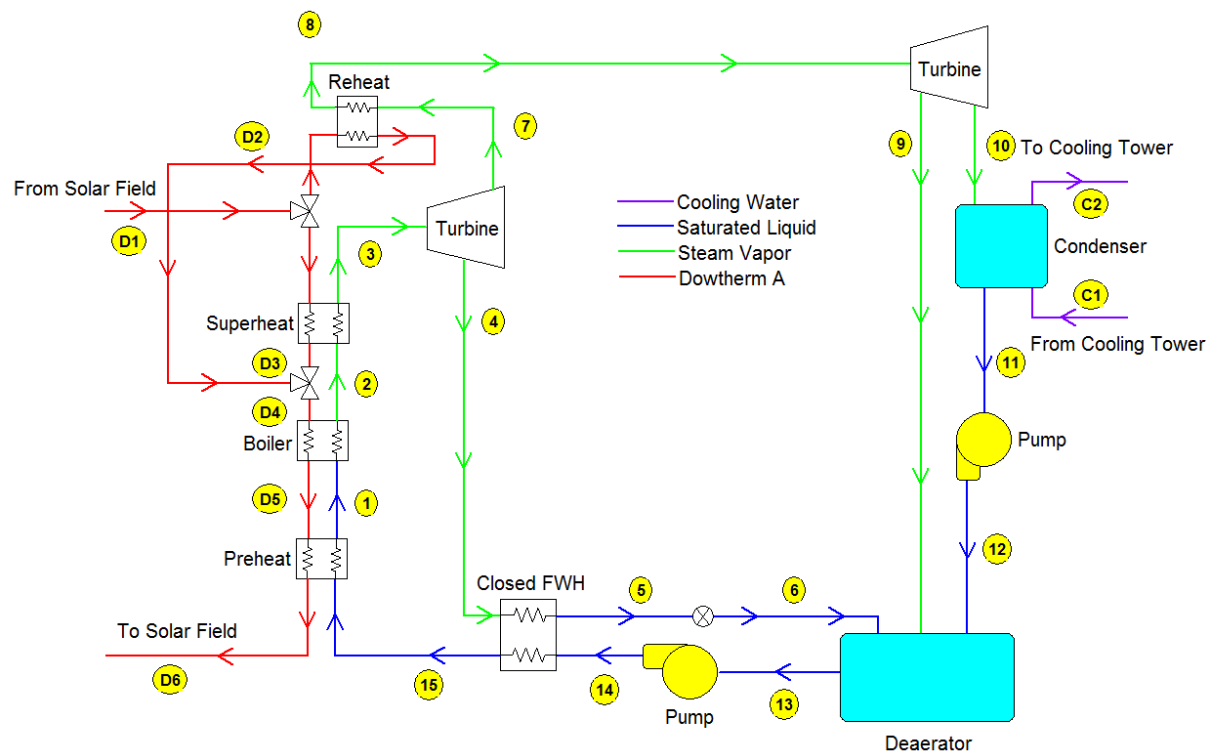 8
Reheat
Turbine
D2
7
9
10
To Cooling Tower
From Solar Field
C2
Cooling Water
Saturated Liquid
Steam Vapor
Dowtherm A
D1
3
Turbine
Condenser
C1
Superheat
4
From Cooling Tower
D3
2
11
D4
Boiler
Pump
D5
1
12
Preheat
Closed FWH
5
6
To Solar Field
D6
15
14
13
Pump
Deaerator